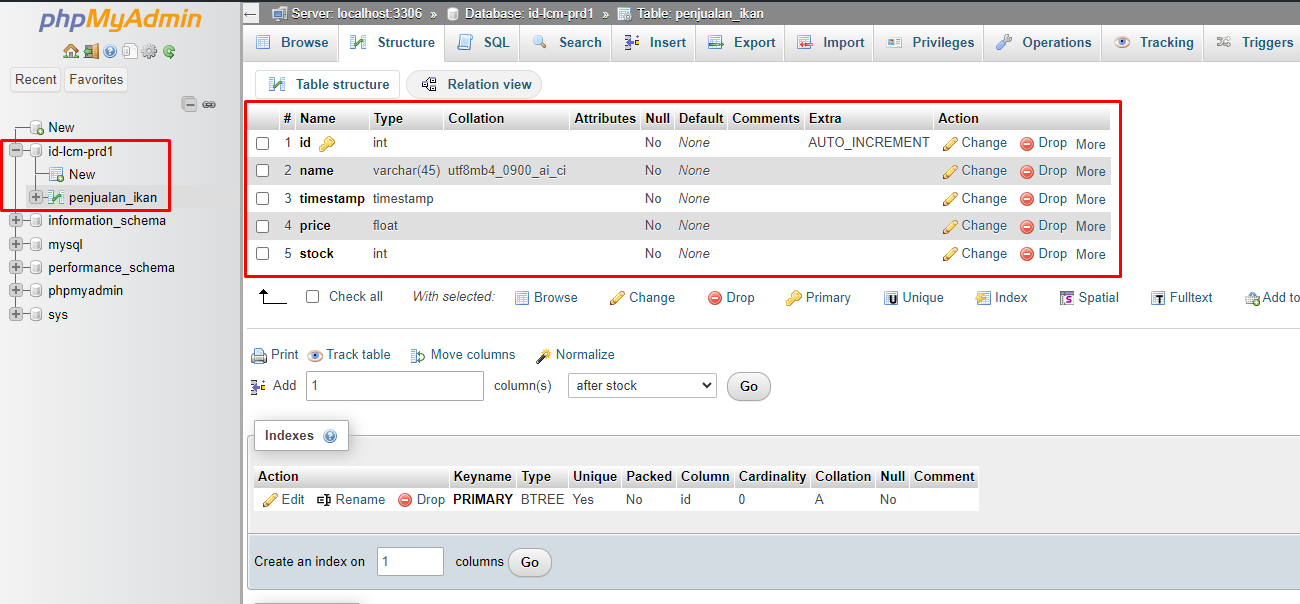 phpMyAdmin
Recent Favorites
New
id-lcm-prd1
New
penjualan_ikan
information_schema
mysql
performance_schema
phpmyadmin
sys
Server: localhost:3306 » Database: id-lcm-prd1 » Table: penjualan_ikan
Browse Structure SQL Search Insert Export Import Privileges Operations Tracking Triggers
Table structure Relation view
# Name Type Collation Attributes Null Default Comments Extra Action
1 id int No None AUTO_INCREMENT Change Drop More
2 name varchar(45) utf8mb4_0900_ai_ci No None Change Drop More
3 timestamp timestamp No None Change Drop More
4 price float No None Change Drop More
5 stock int No None Change Drop More
Check all With selected: Browse Change Drop Primary Unique Index Spatial Fulltext Add to
Print Track table Move columns Normalize
Add 1 column(s) after stock Go
Indexes
Action Keyname Type Unique Packed Column Cardinality Collation Null Comment
Edit Rename Drop PRIMARY BTREE Yes No id 0 A No
Create an index on 1 columns Go